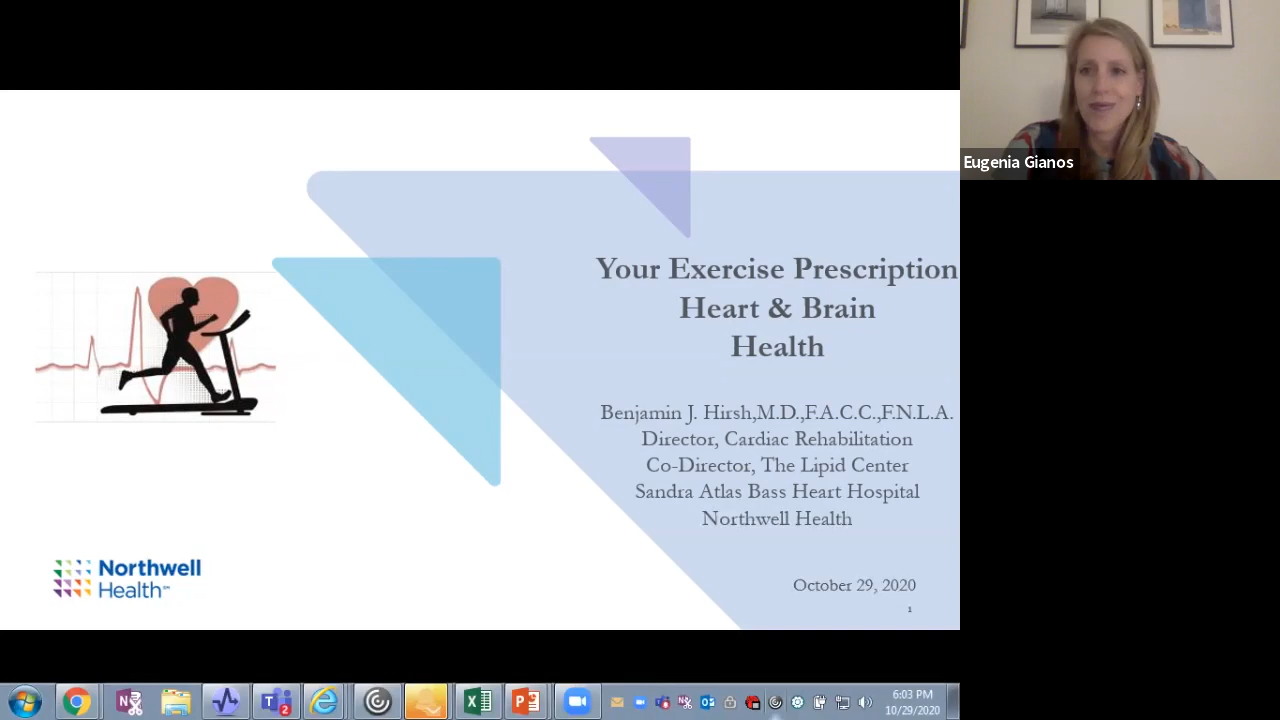 Eugenia Gianos
Your Exercise Prescription
Heart & Brain
Health
Benjamin J. Hirsh,M.D.,F.A.C.C.,F.N.L.A.
Director, Cardiac Rehabilitation
Co-Director, The Lipid Center
Sandra Atlas Bass Heart Hospital
Northwell Health
Northwell
Health
October 29, 2020
1
2
6:03 PM
10/29/2020